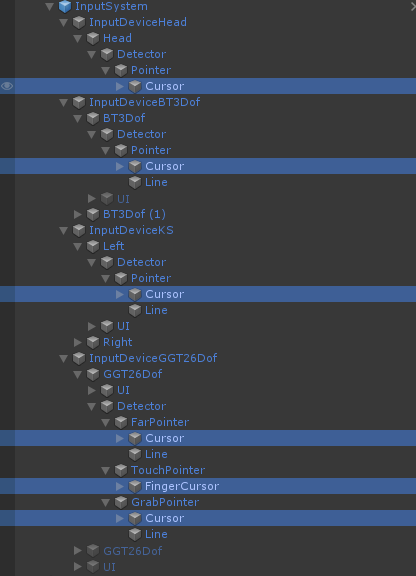 InputSystem
InputDeviceHead
Head
Detector
Pointer
Cursor
InputDeviceBT3Dof
BT3Dof
Detector
Pointer
Cursor
Line
UI
BT3Dof (1)
InputDeviceKS
Left
Detector
Pointer
Cursor
Line
UI
Right
InputDeviceGGT26Dof
GGT26Dof
UI
Detector
FarPointer
Cursor
Line
TouchPointer
FingerCursor
GrabPointer
Cursor
Line
GGT26Dof
UI